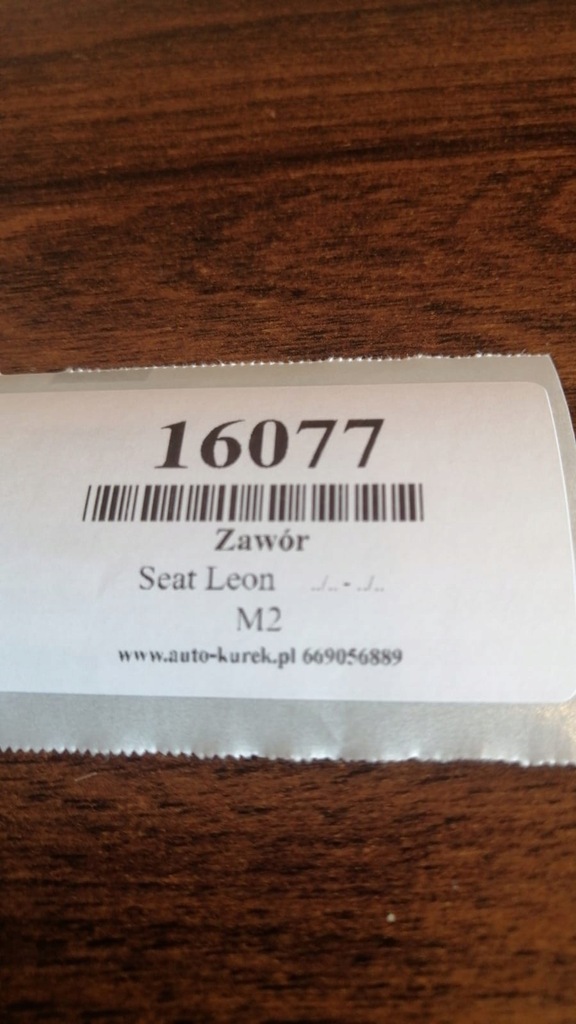 16077
Zawór
Seat Leon ../.. - ../..
M2
www.auto-kurek.pl 669056889